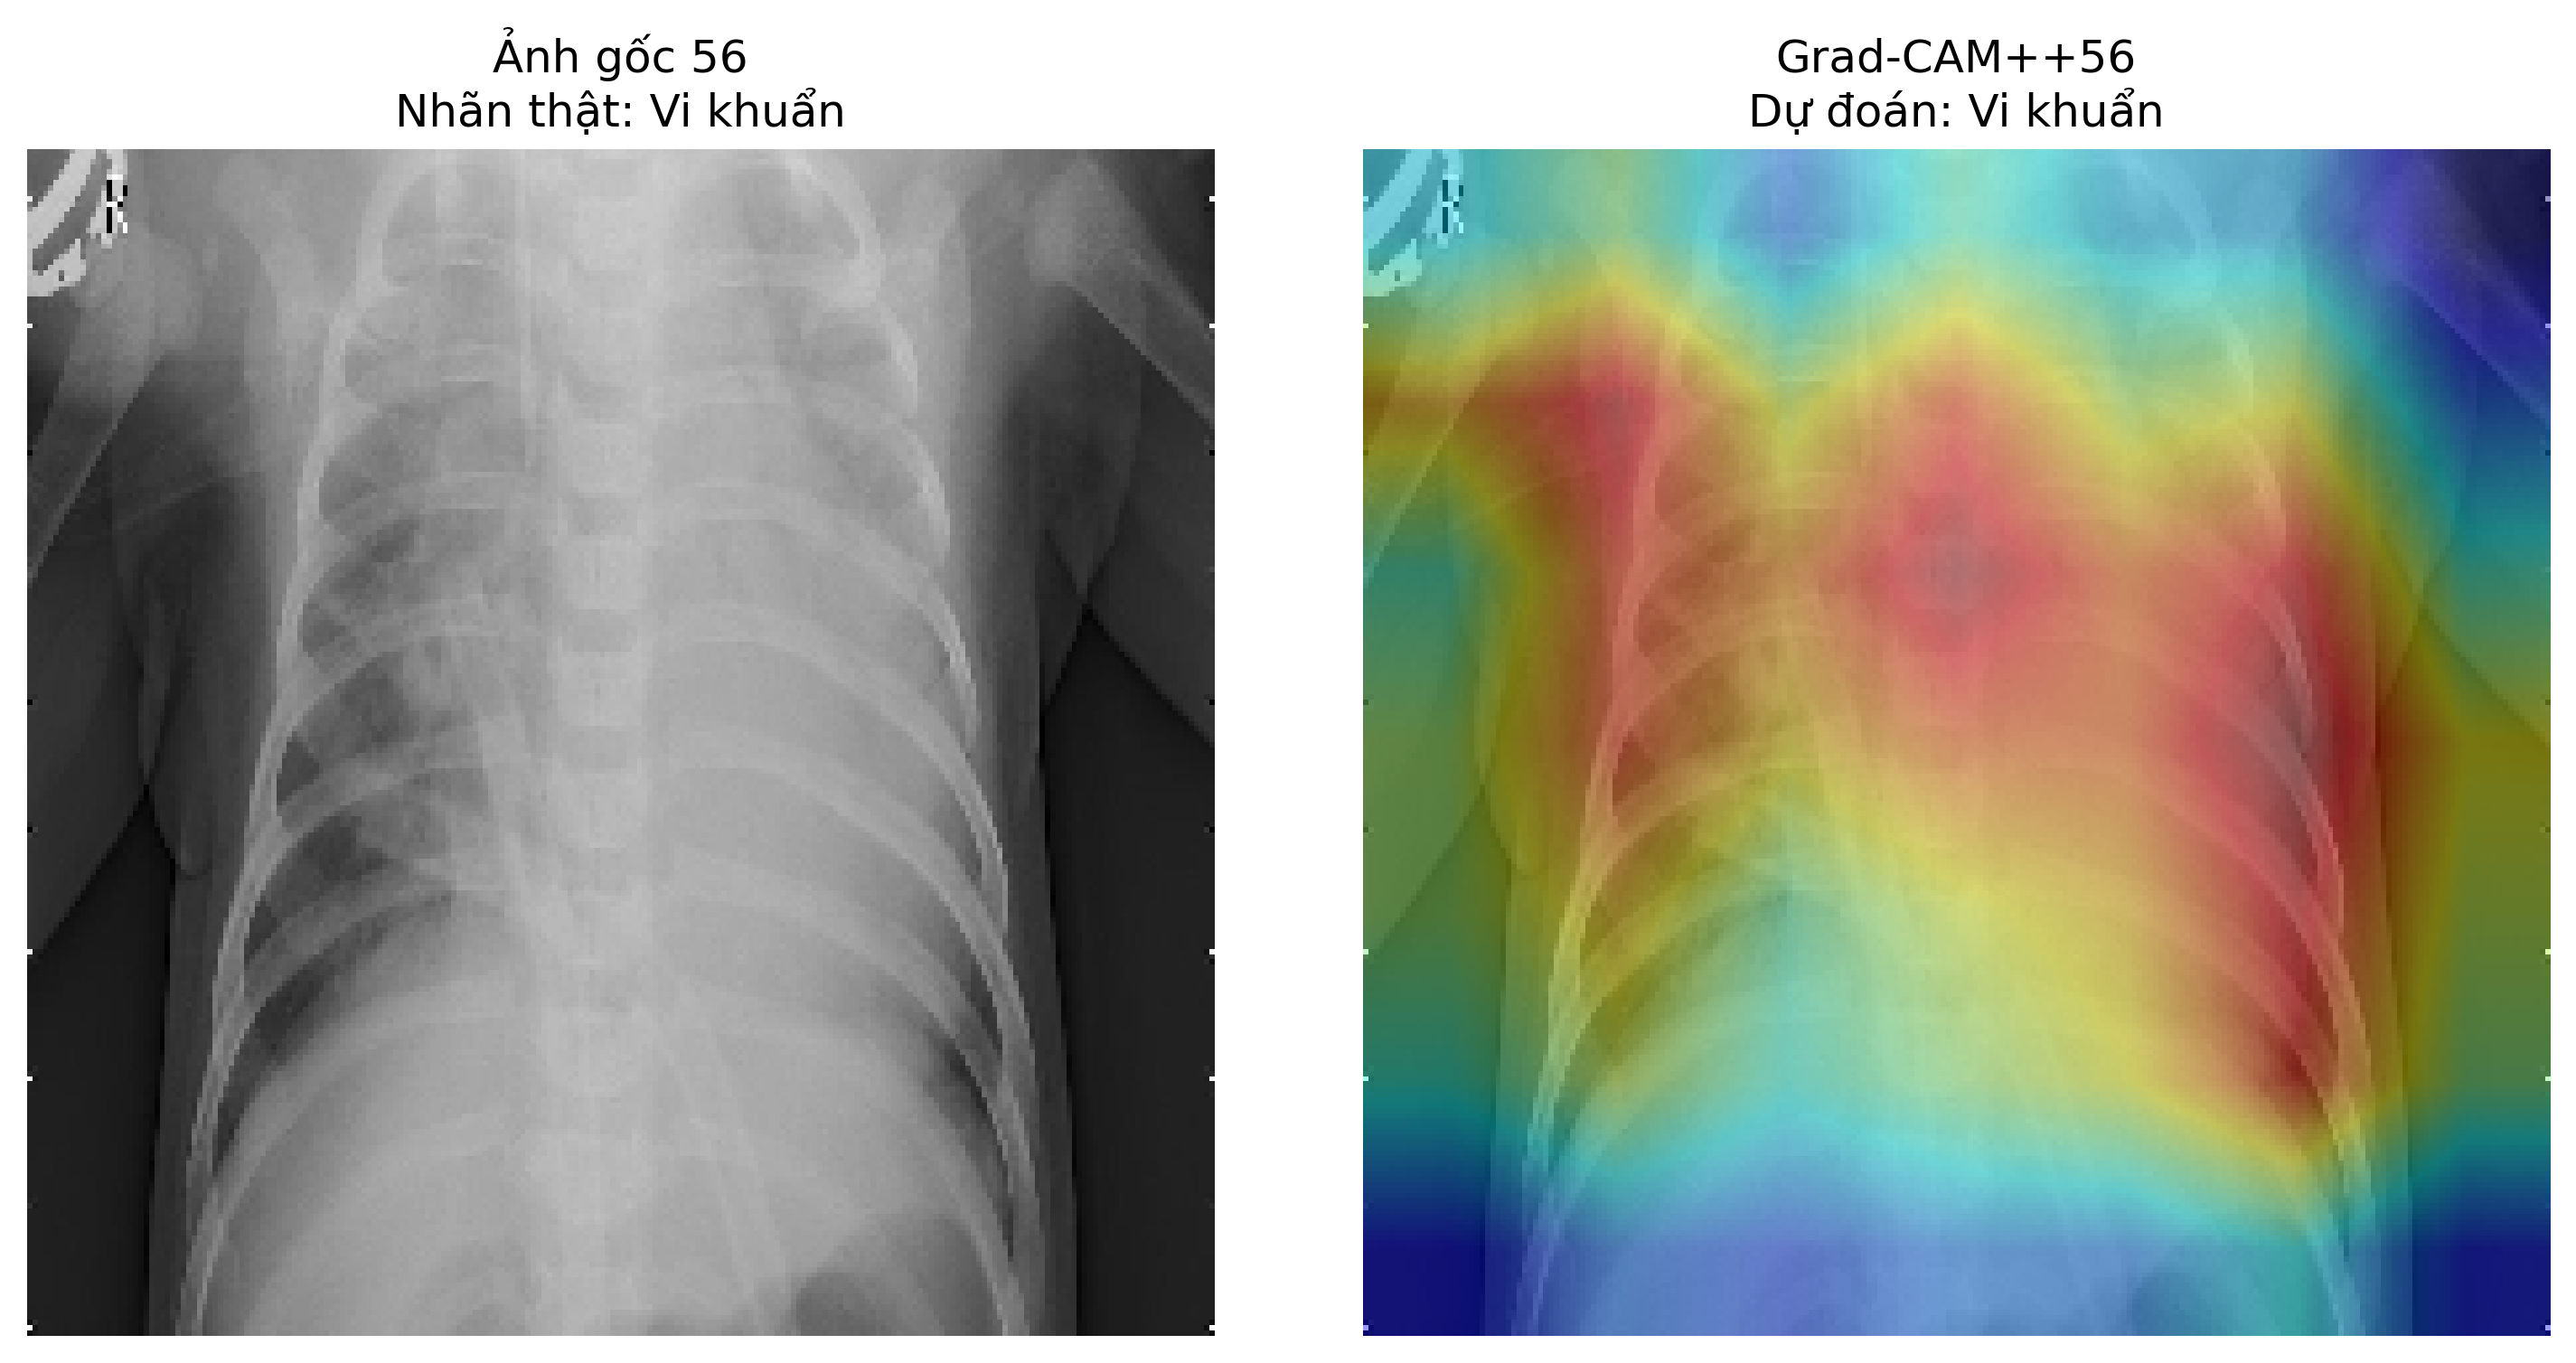 Ảnh gốc 56
Nhãn thật: Vi khuẩn
Grad-CAM++56
Dự đoán: Vi khuẩn